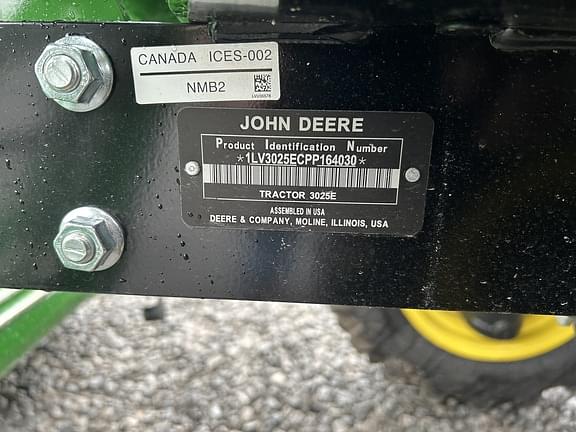 CANADA ICES-002
NMB2
JOHN DEERE
Product Identification Number
*1LV3025ECPP164030*
TRACTOR 3025E
ASSEMBLED IN USA
DEERE & COMPANY, MOLINE, ILLINOIS, USA